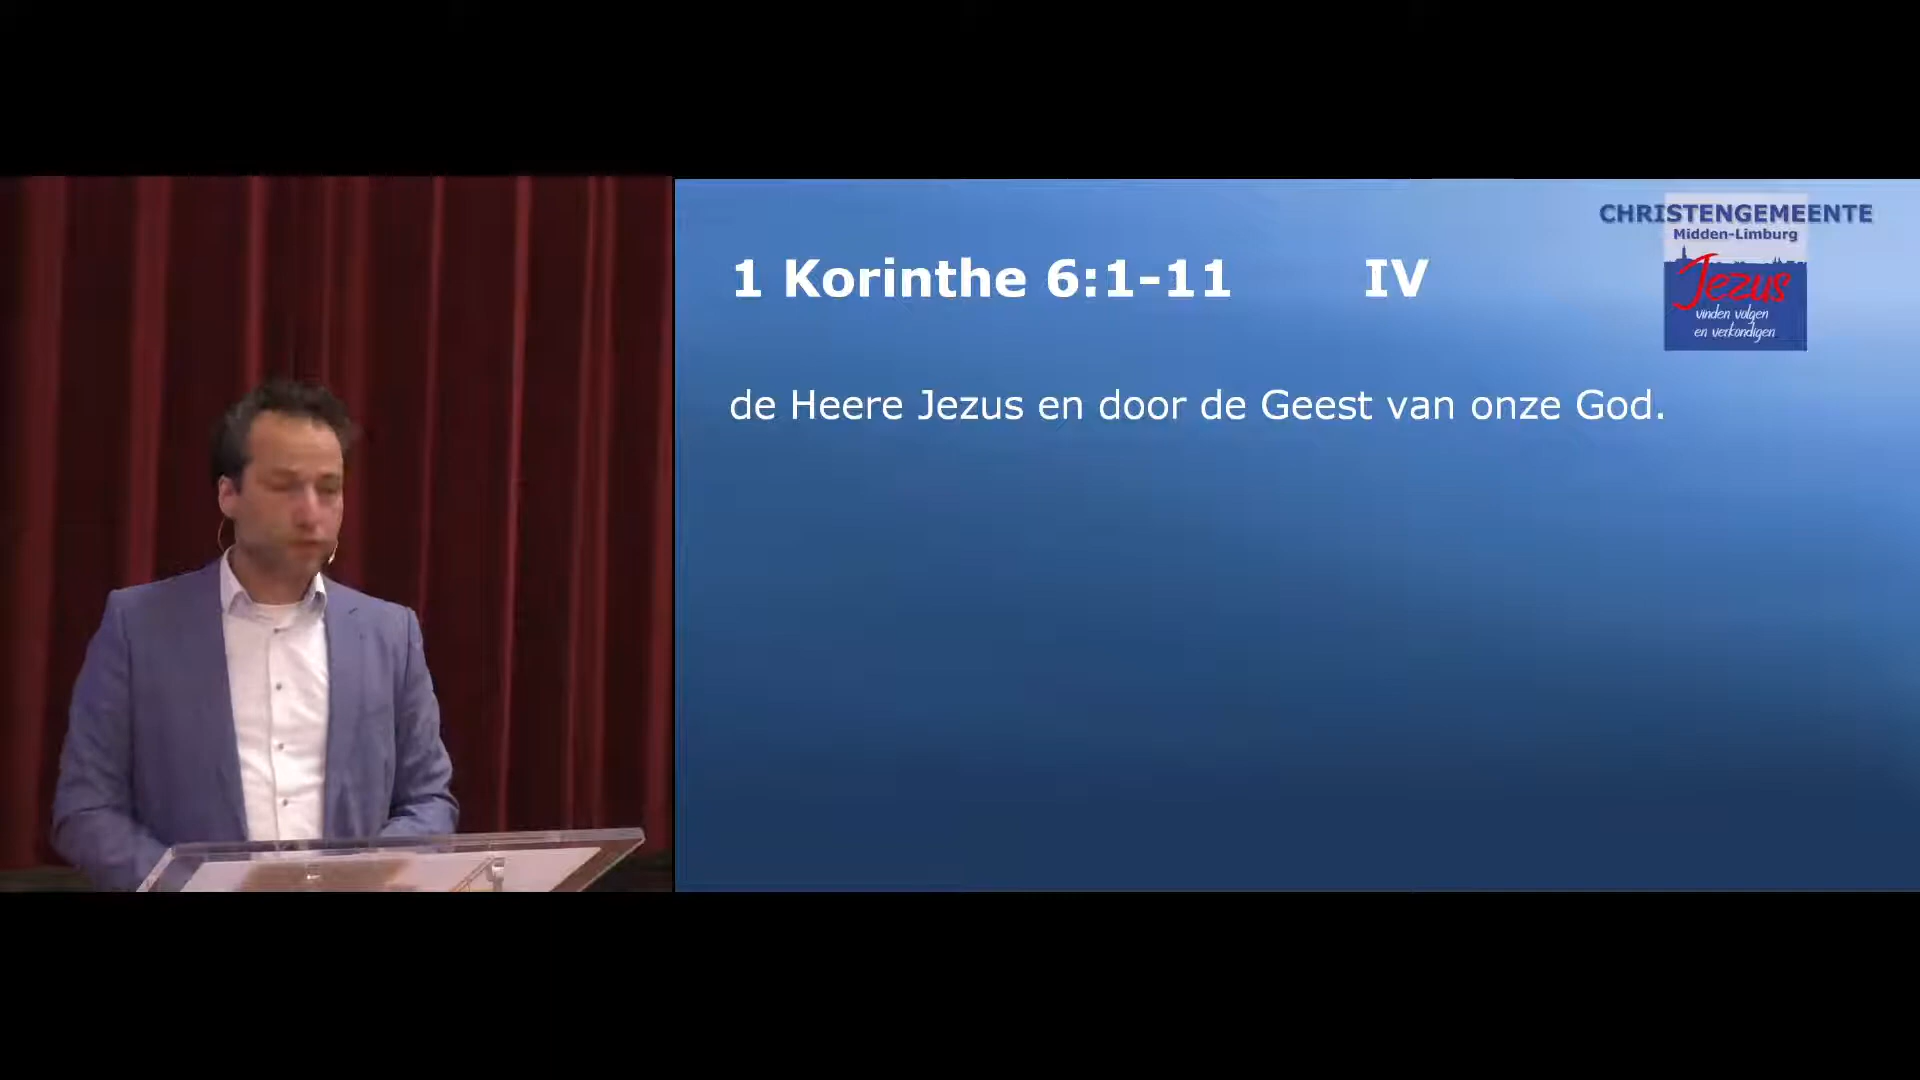 CHRISTENGEMEENTE
Midden-Limburg
1 Korinthe 6:1-11 IV
Jezus
vinden volgen
en verkondigen
de Heere Jezus en door de Geest van onze God.